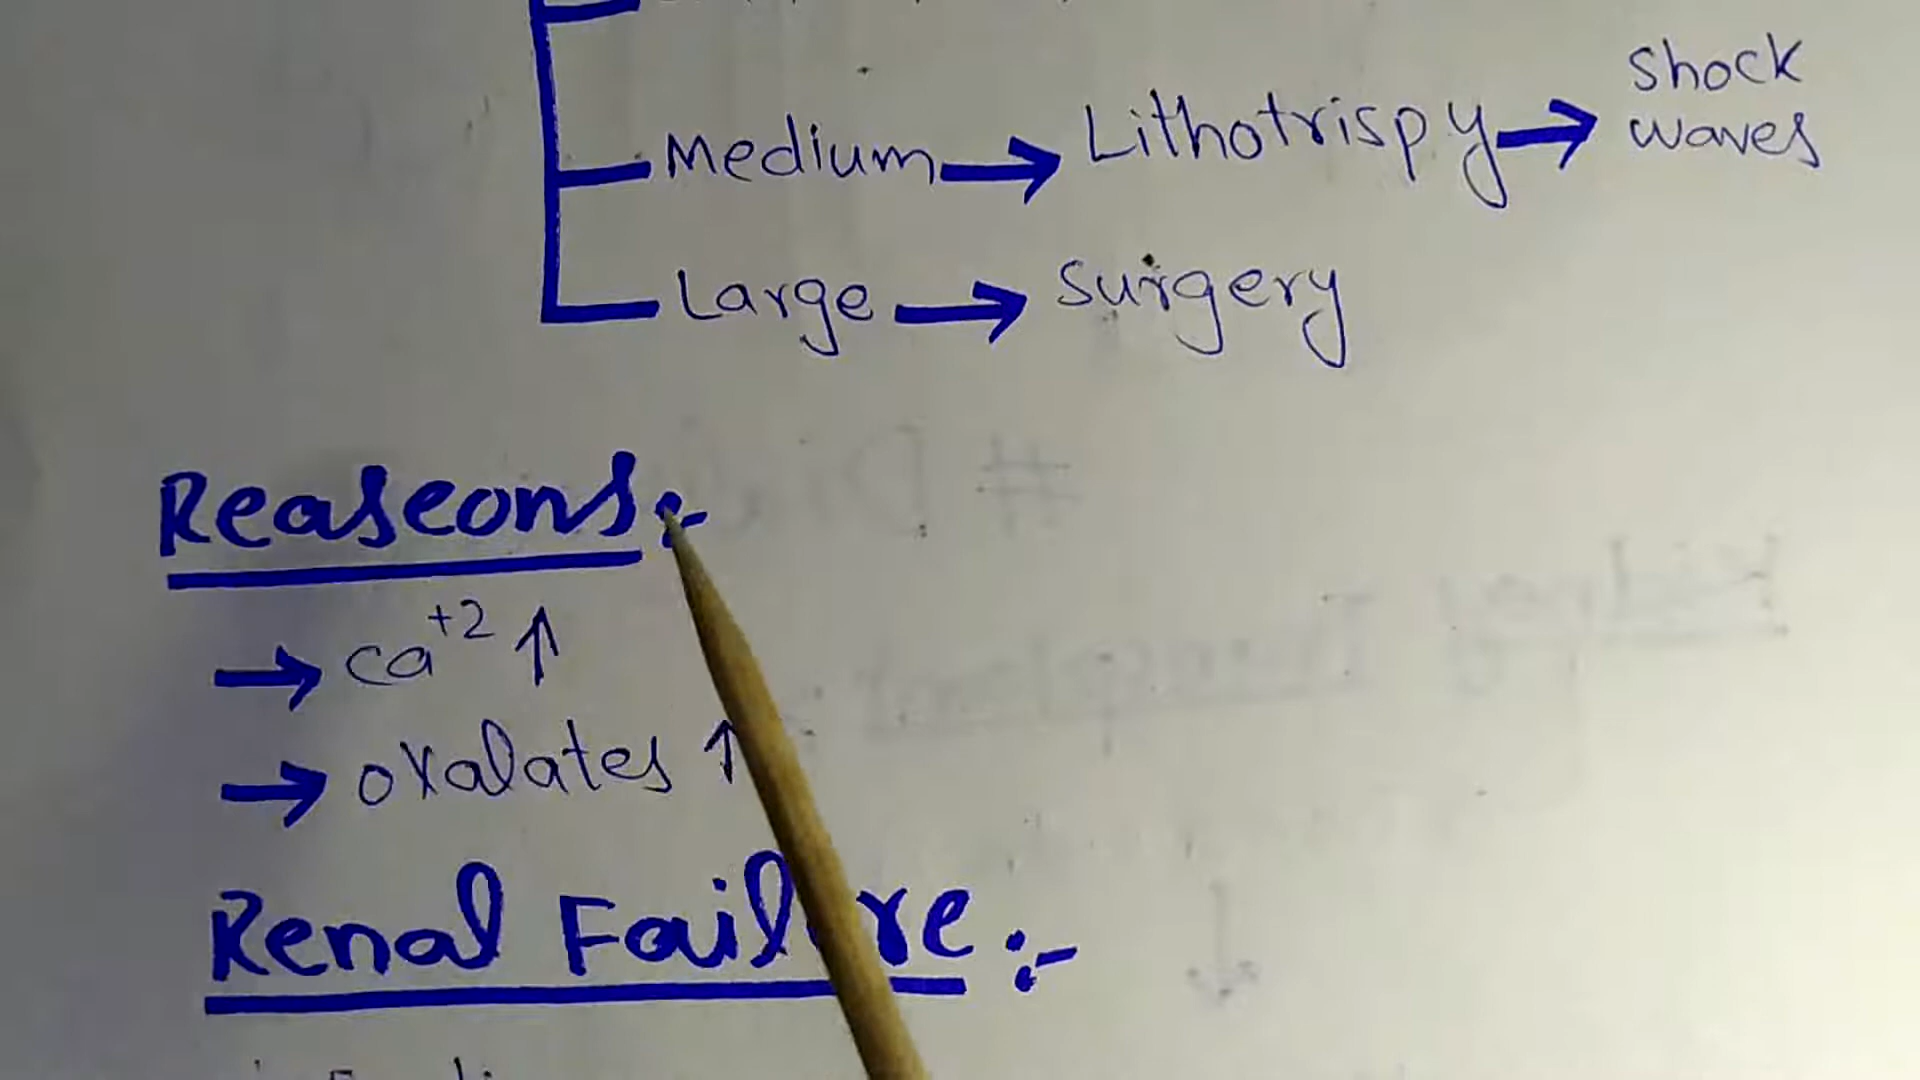 Medium → Lithotrispy → Shock waves
Large → Surgery
Reaseons:-
→ Ca+2 ↑
→ oxalates ↑
Renal Failure :-